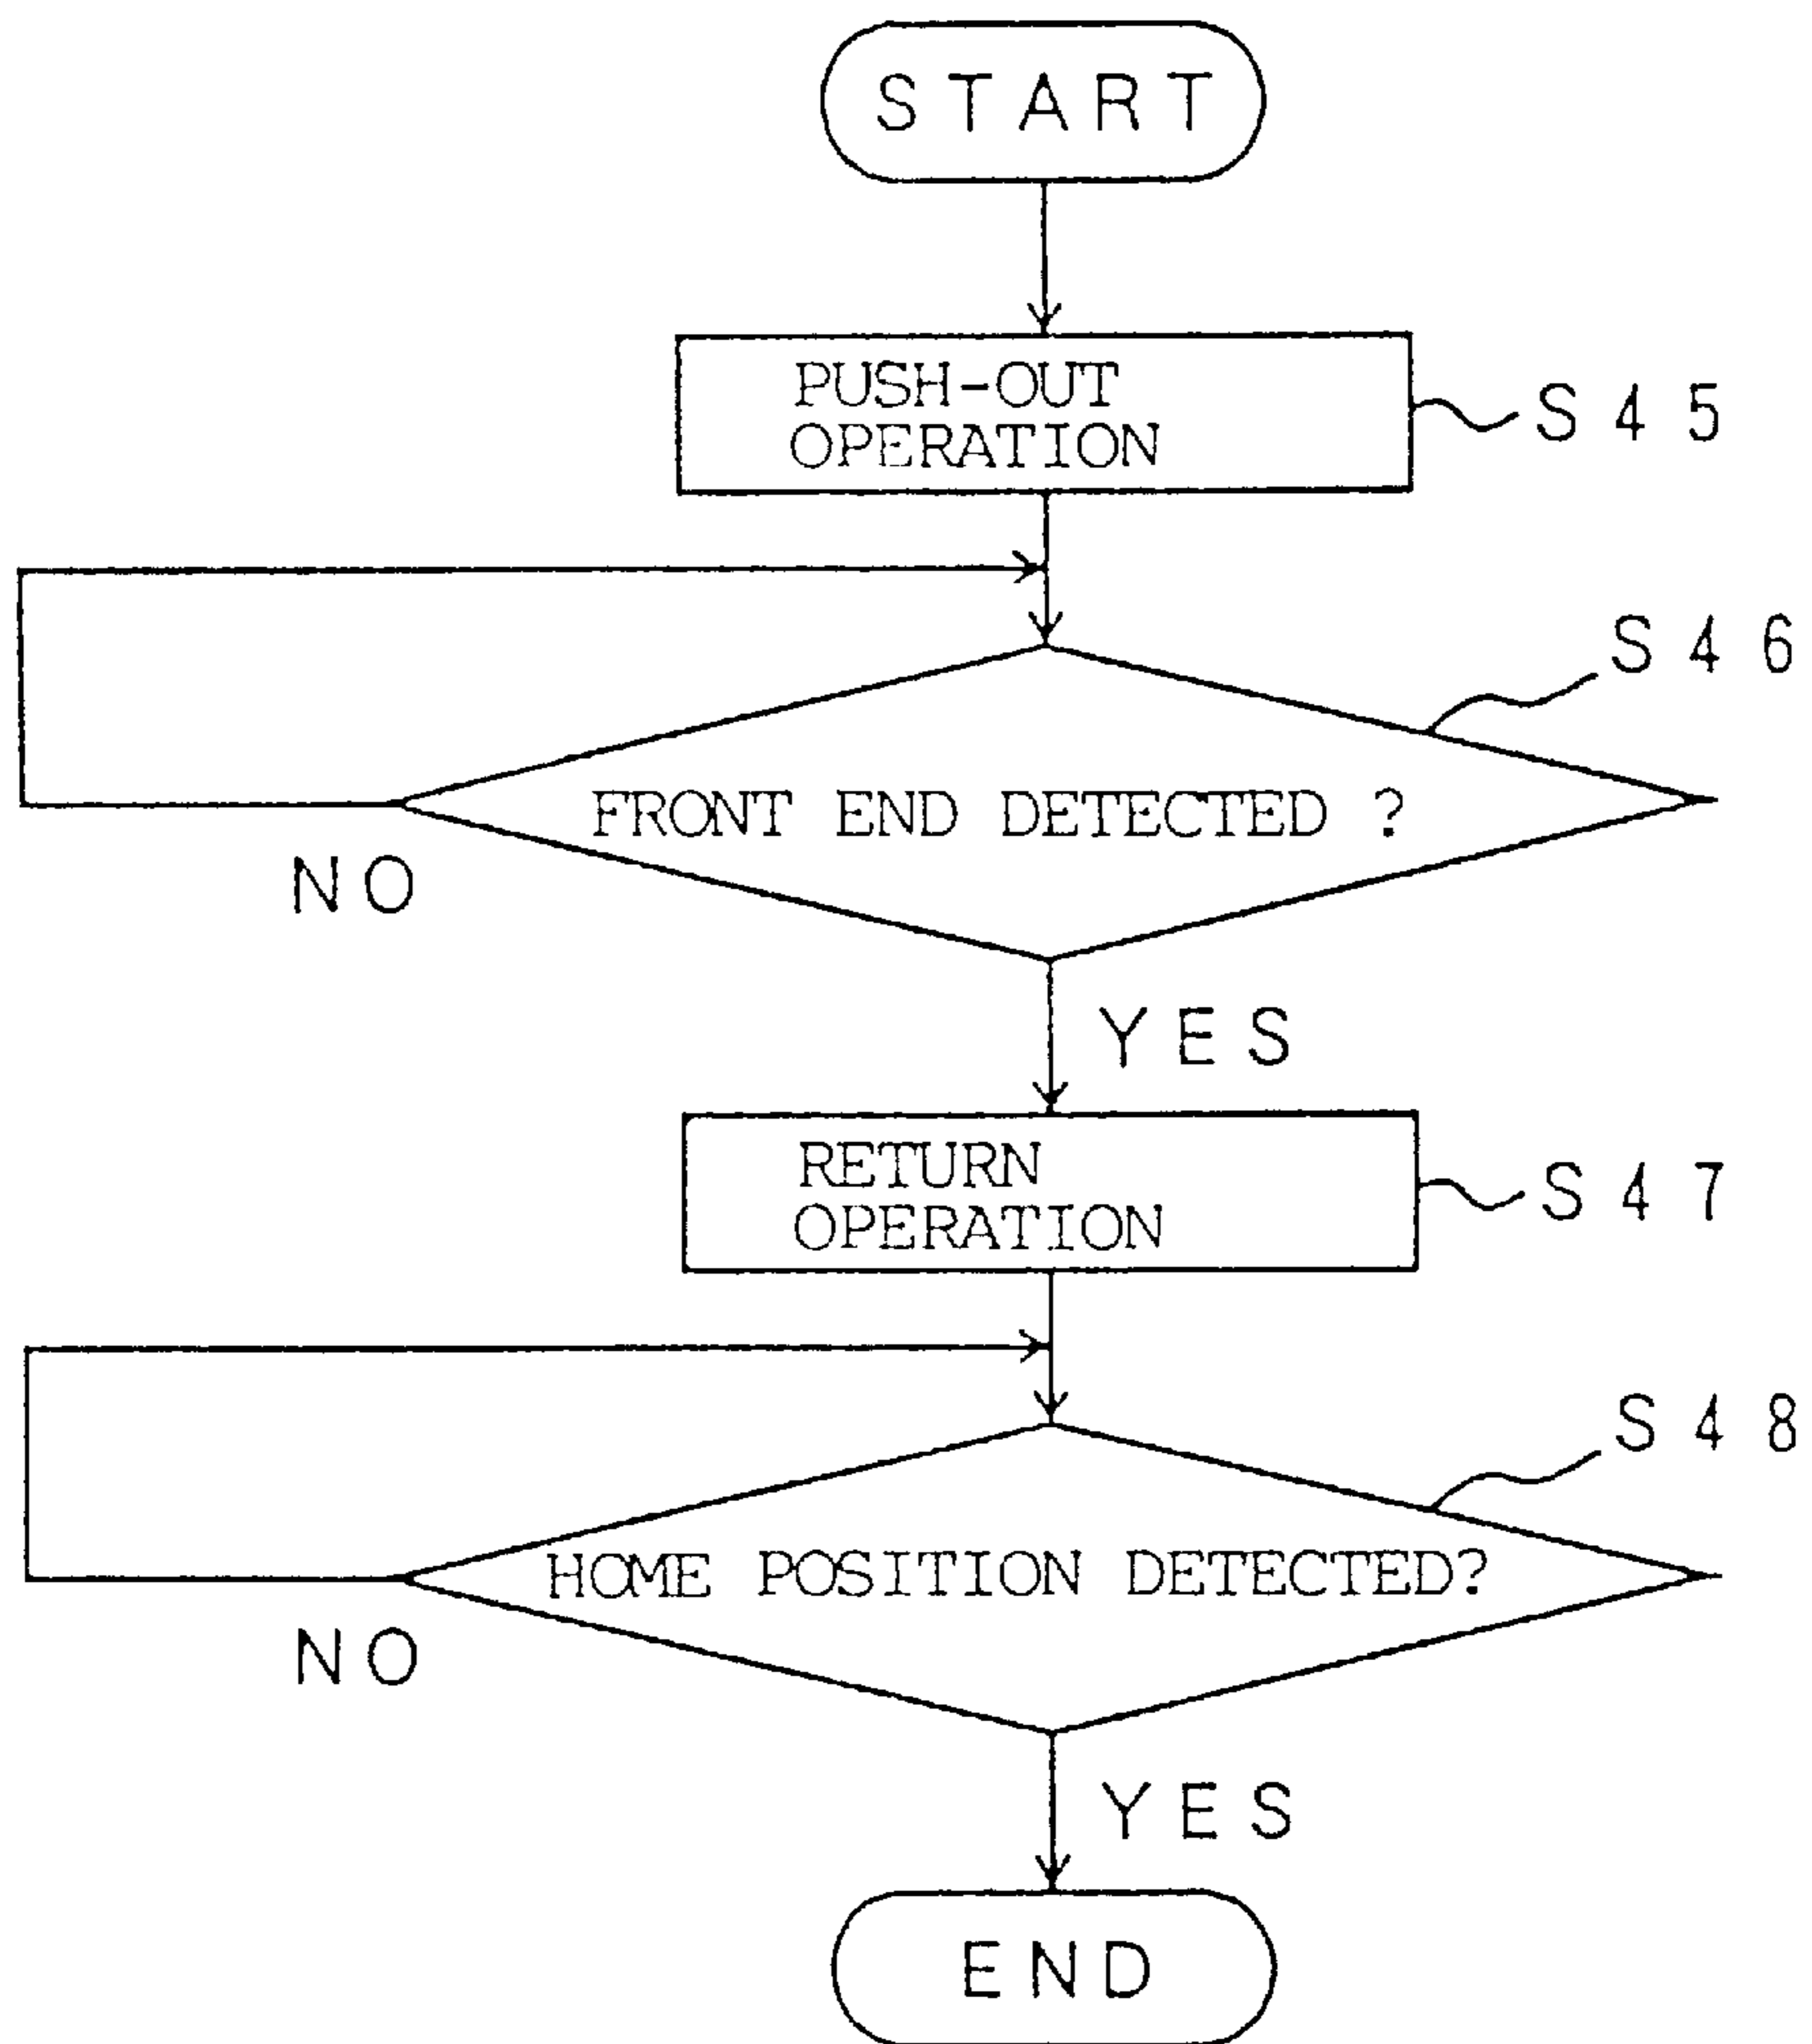 START
PUSH-OUT
OPERATION
S45
S46
FRONT END DETECTED ?
NO
YES
RETURN
OPERATION
S47
S48
HOME POSITION DETECTED?
NO
YES
END